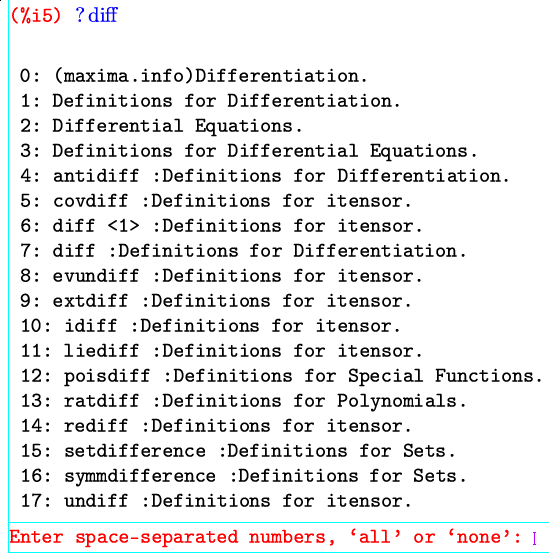 (%i5) ? diff
0: (maxima.info)Differentiation.
1: Definitions for Differentiation.
2: Differential Equations.
3: Definitions for Differential Equations.
4: antidiff :Definitions for Differentiation.
5: covdiff :Definitions for itensor.
6: diff <1> :Definitions for itensor.
7: diff :Definitions for Differentiation.
8: evundiff :Definitions for itensor.
9: extdiff :Definitions for itensor.
10: idiff :Definitions for itensor.
11: liediff :Definitions for itensor.
12: poisdiff :Definitions for Special Functions.
13: ratdiff :Definitions for Polynomials.
14: rediff :Definitions for itensor.
15: setdifference :Definitions for Sets.
16: symmdifference :Definitions for Sets.
17: undiff :Definitions for itensor.
Enter space-separated numbers, ‘all’ or ‘none’: